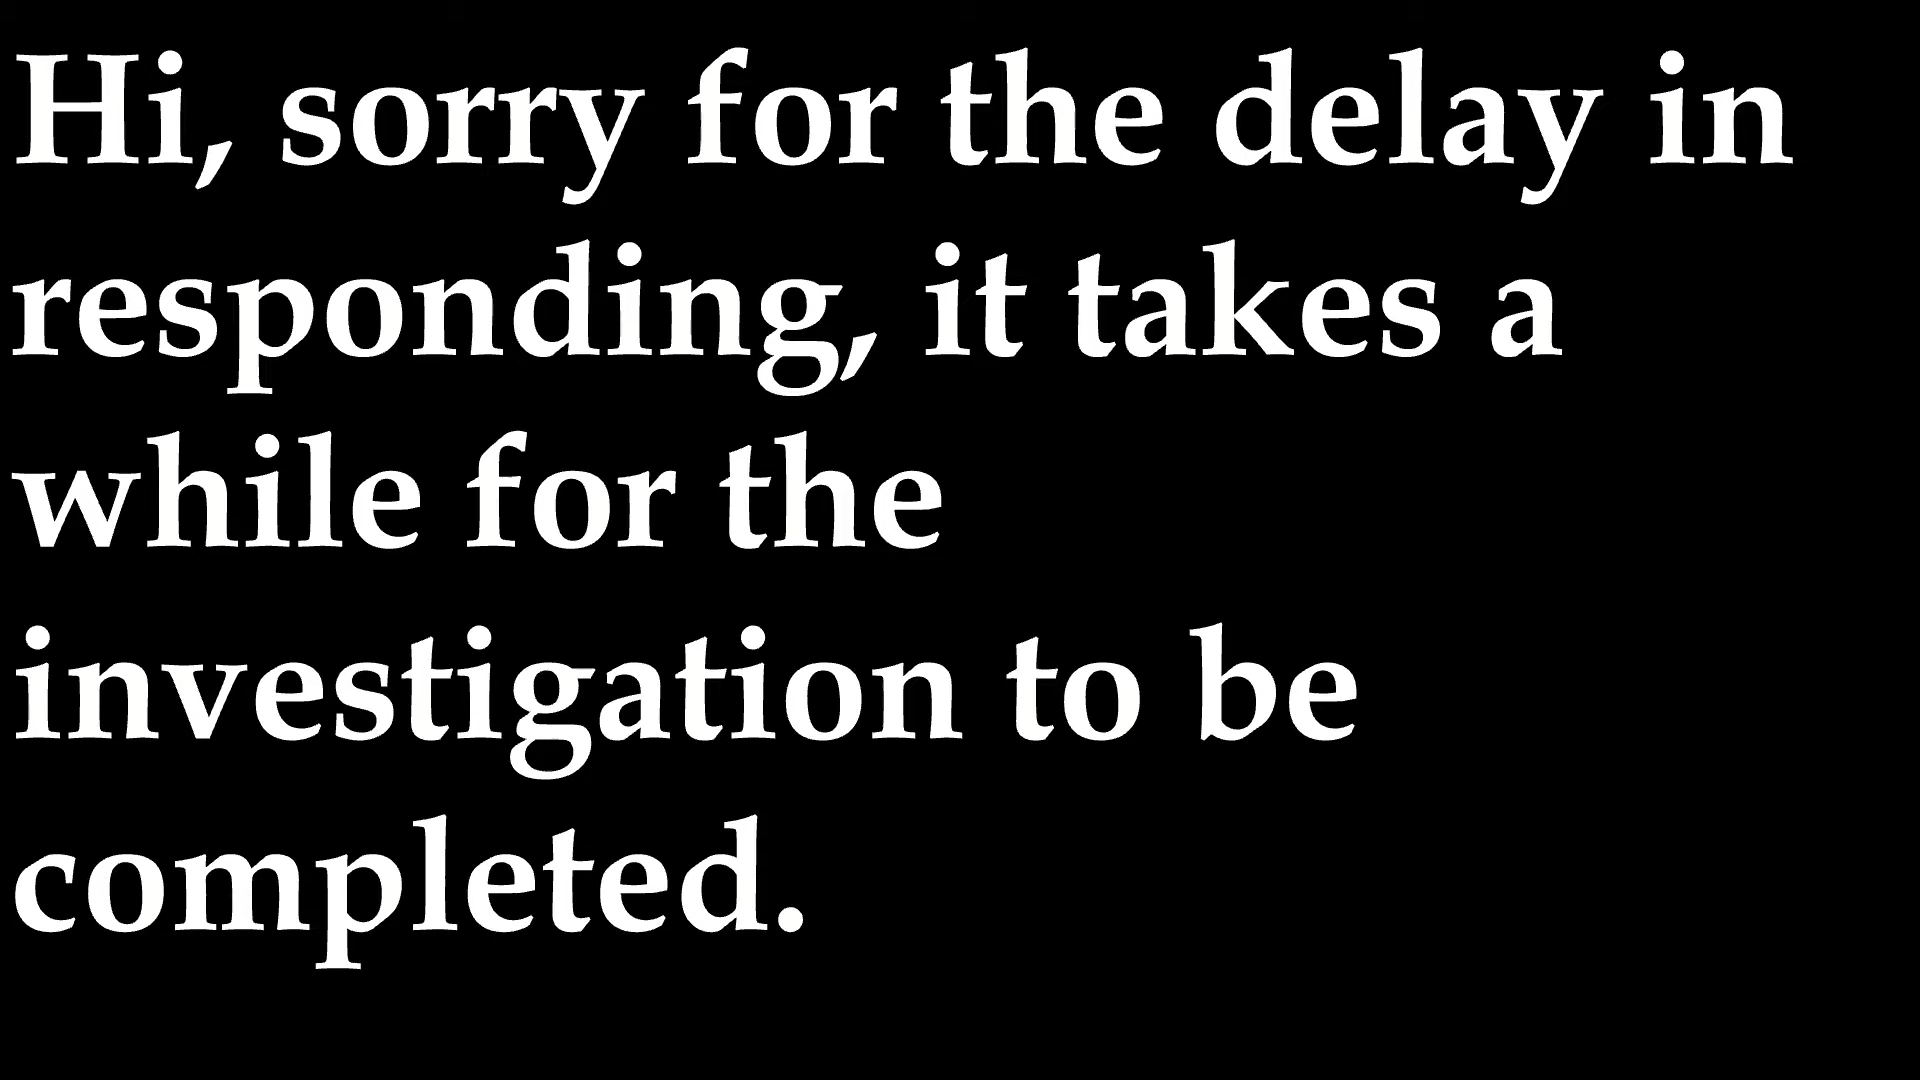 Hi, sorry for the delay in
responding, it takes a
while for the
investigation to be
completed.